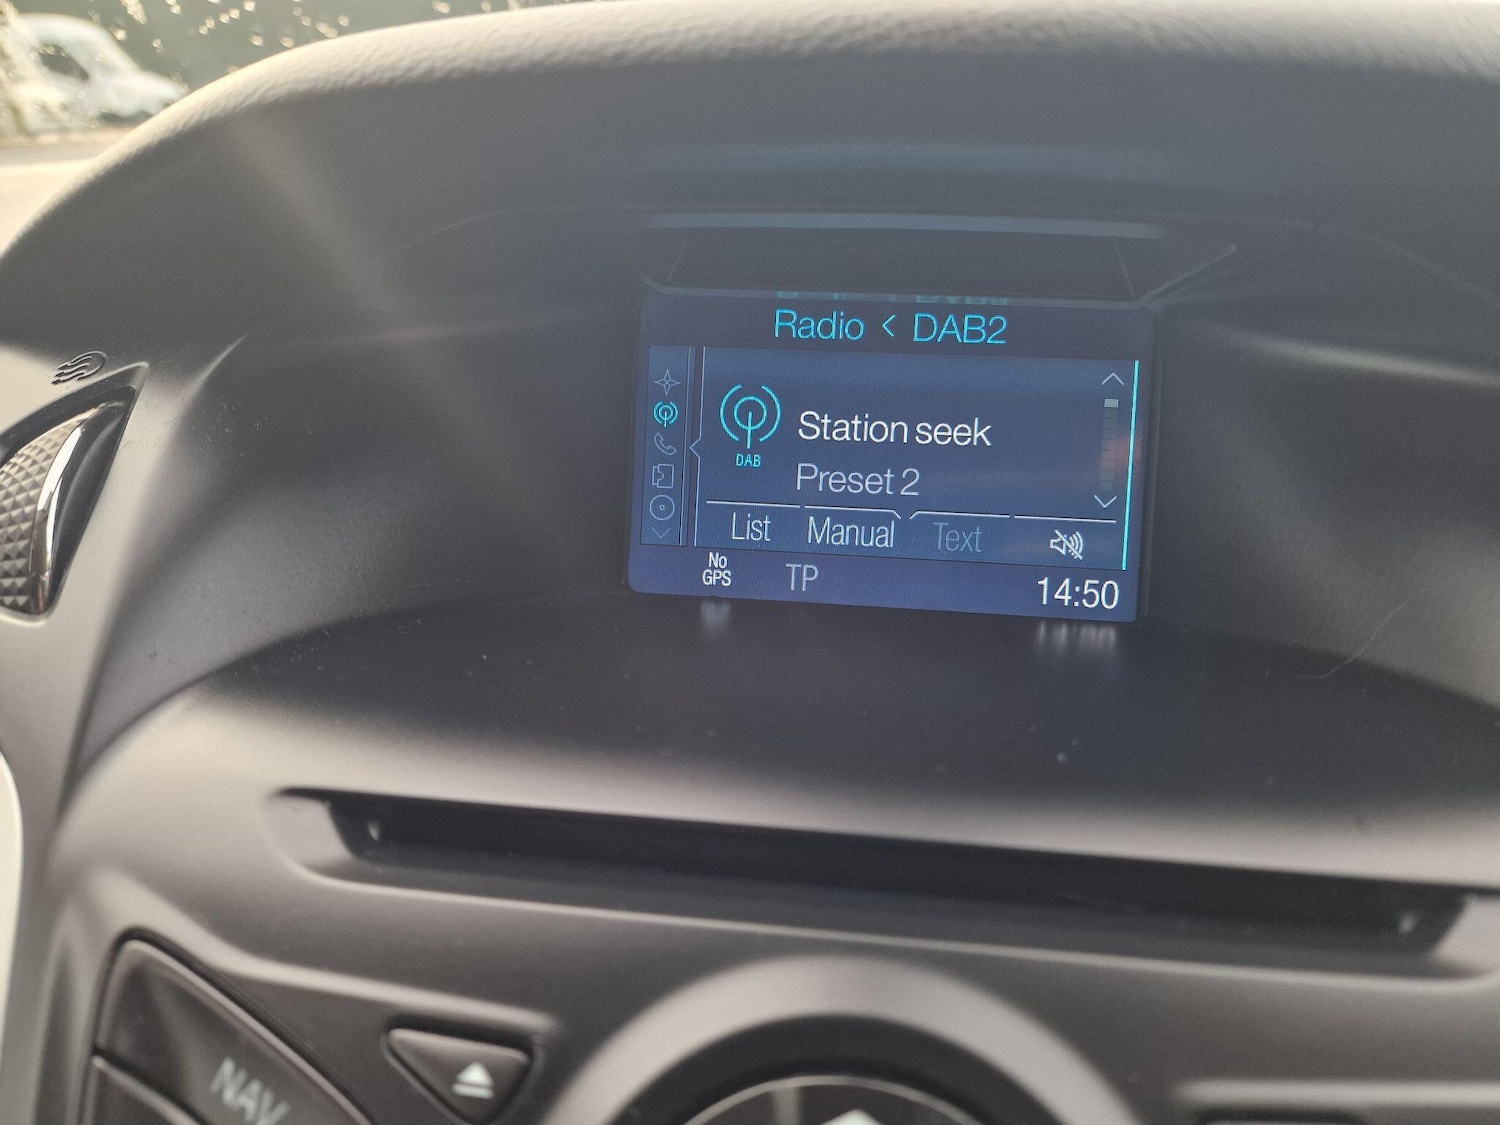 Radio < DAB2
DAB
Station seek
Preset 2
List Manual Text
No
GPS
TP
14:50
NAV